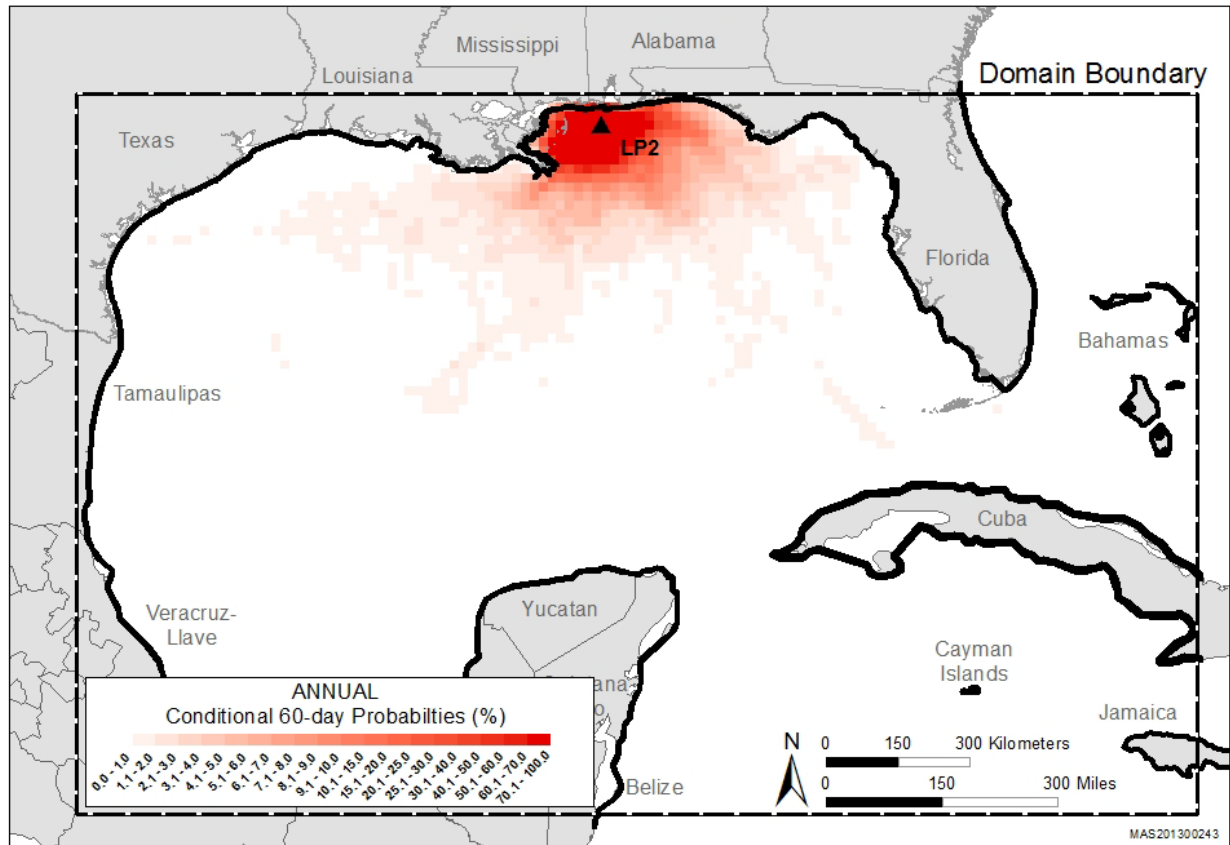 Mississippi
Alabama
Louisiana
Domain Boundary
Texas
LP2
Florida
Bahamas
Tamaulipas
Cuba
Yucatan
Veracruz-
Llave
Cayman
Islands
ANNUAL
Conditional 60-day Probabilties (%)
0.0 - 1.0
1.1 - 2.0
2.1 - 3.0
3.1 - 4.0
4.1 - 5.0
5.1 - 6.0
6.1 - 7.0
7.1 - 8.0
8.1 - 9.0
9.1 - 10.0
10.1 - 15.0
15.1 - 20.0
20.1 - 25.0
25.1 - 30.0
30.1 - 40.0
40.1 - 50.0
50.1 - 60.0
60.1 - 70.0
70.1 - 100.0
Jamaica
N
0 150 300 Kilometers
0 150 300 Miles
Belize
MAS201300243